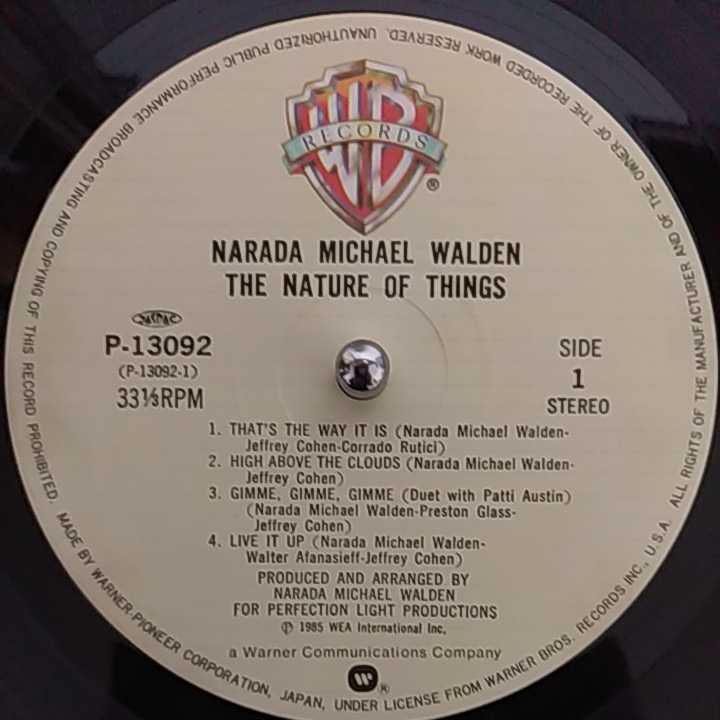 WB
RECORDS
®
NARADA MICHAEL WALDEN
THE NATURE OF THINGS
JASRAC
P-13092
(P-13092-1)
33⅓RPM
SIDE
1
STEREO
1. THAT'S THE WAY IT IS (Narada Michael Walden-
Jeffrey Cohen-Corrado Rutici)
2. HIGH ABOVE THE CLOUDS (Narada Michael Walden-
Jeffrey Cohen)
3. GIMME, GIMME, GIMME (Duet with Patti Austin)
(Narada Michael Walden-Preston Glass-
Jeffrey Cohen)
4. LIVE IT UP (Narada Michael Walden-
Walter Afanasieff-Jeffrey Cohen)
PRODUCED AND ARRANGED BY
NARADA MICHAEL WALDEN
FOR PERFECTION LIGHT PRODUCTIONS
Ⓟ 1985 WEA International Inc.
a Warner Communications Company
®
MADE BY WARNER-PIONEER CORPORATION, JAPAN, UNDER LICENSE FROM WARNER BROS. RECORDS INC., U.S.A. ALL RIGHTS OF THE MANUFACTURER AND OF THE OWNER OF THE RECORDED WORK RESERVED. UNAUTHORIZED PUBLIC PERFORMANCE BROADCASTING AND COPYING OF THIS RECORD PROHIBITED.